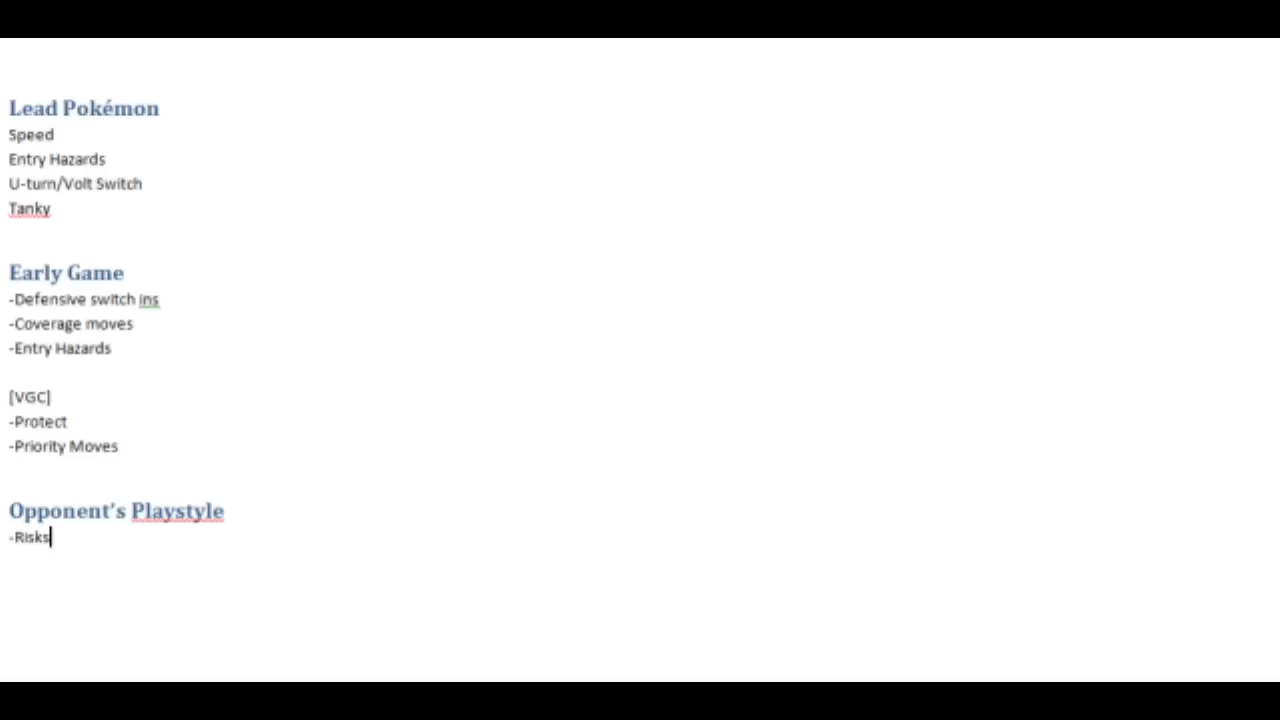 Lead Pokémon
Speed
Entry Hazards
U-turn/Volt Switch
Tanky
Early Game
-Defensive switch ins
-Coverage moves
-Entry Hazards
[VGC]
-Protect
-Priority Moves
Opponent's Playstyle
-Risks